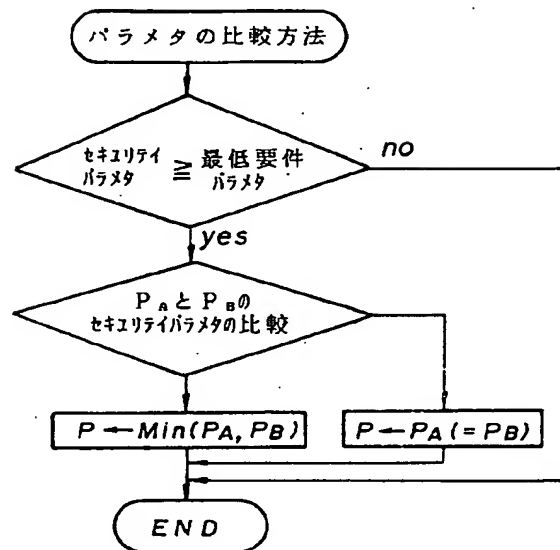 パラメタの比較方法
セキュリテイ
パラメタ
≧
最低要件
パラメタ
no
yes
PAとPBの
セキュリテイパラメタの比較
P←Min(PA, PB)
P←PA(=PB)
END